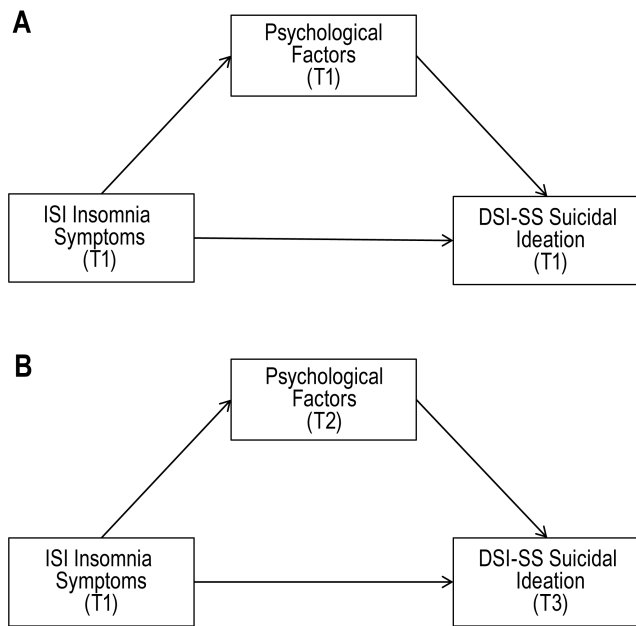 A
Psychological
Factors
(T1)
ISI Insomnia
Symptoms
(T1)
DSI-SS Suicidal
Ideation
(T1)
B
Psychological
Factors
(T2)
ISI Insomnia
Symptoms
(T1)
DSI-SS Suicidal
Ideation
(T3)